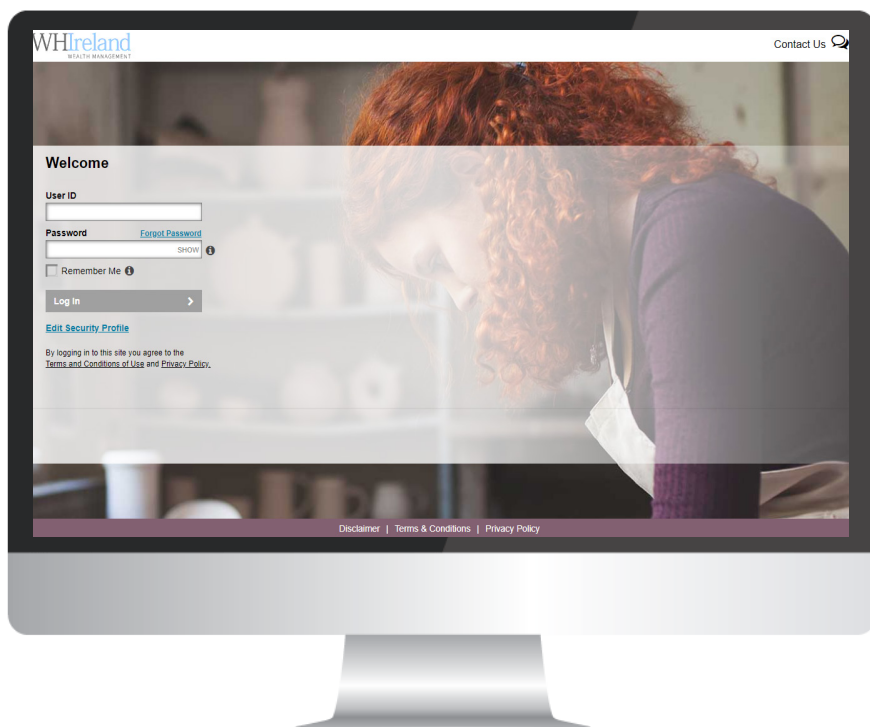 WHIreland
WEALTH MANAGEMENT
Contact Us
Welcome
User ID
Password Forgot Password
SHOW
Remember Me
Log In
Edit Security Profile
By logging in to this site you agree to the
Terms and Conditions of Use and Privacy Policy.
Disclaimer | Terms & Conditions | Privacy Policy